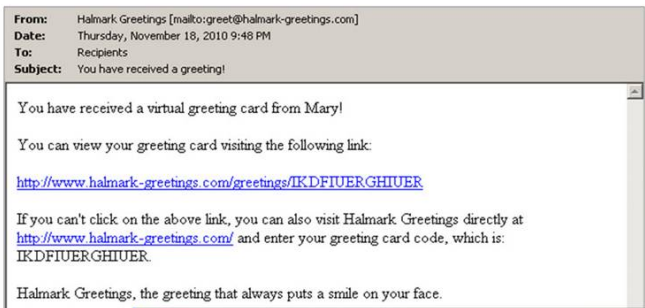 From: Halmark Greetings [mailto:greet@halmark-greetings.com]
Date: Thursday, November 18, 2010 9:48 PM
To: Recipients
Subject: You have received a greeting!
You have received a virtual greeting card from Mary!
You can view your greeting card visiting the following link:
http://www.halmark-greetings.com/greetings/IKDFIUERGHIUER
If you can't click on the above link, you can also visit Halmark Greetings directly at
http://www.halmark-greetings.com/ and enter your greeting card code, which is:
IKDFIUERGHIUER.
Halmark Greetings, the greeting that always puts a smile on your face.